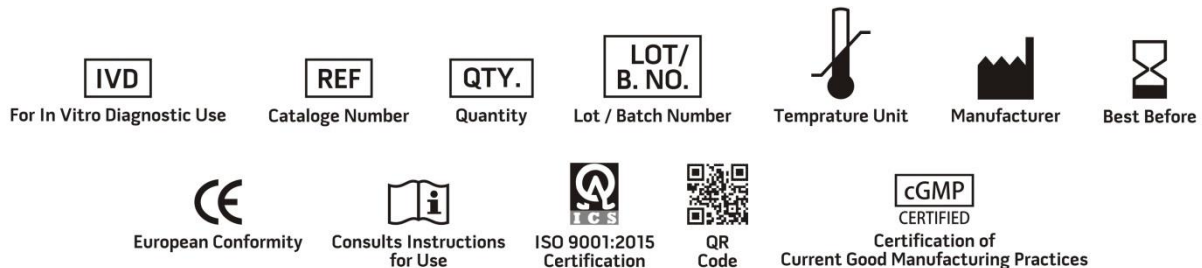 IVD
For In Vitro Diagnostic Use
REF
Cataloge Number
QTY.
Quantity
LOT/
B. NO.
Lot / Batch Number
Temprature Unit
Manufacturer
Best Before
CE
European Conformity
i
Consults Instructions
for Use
ICS
ISO 9001:2015
Certification
QR
Code
cGMP
CERTIFIED
Certification of
Current Good Manufacturing Practices